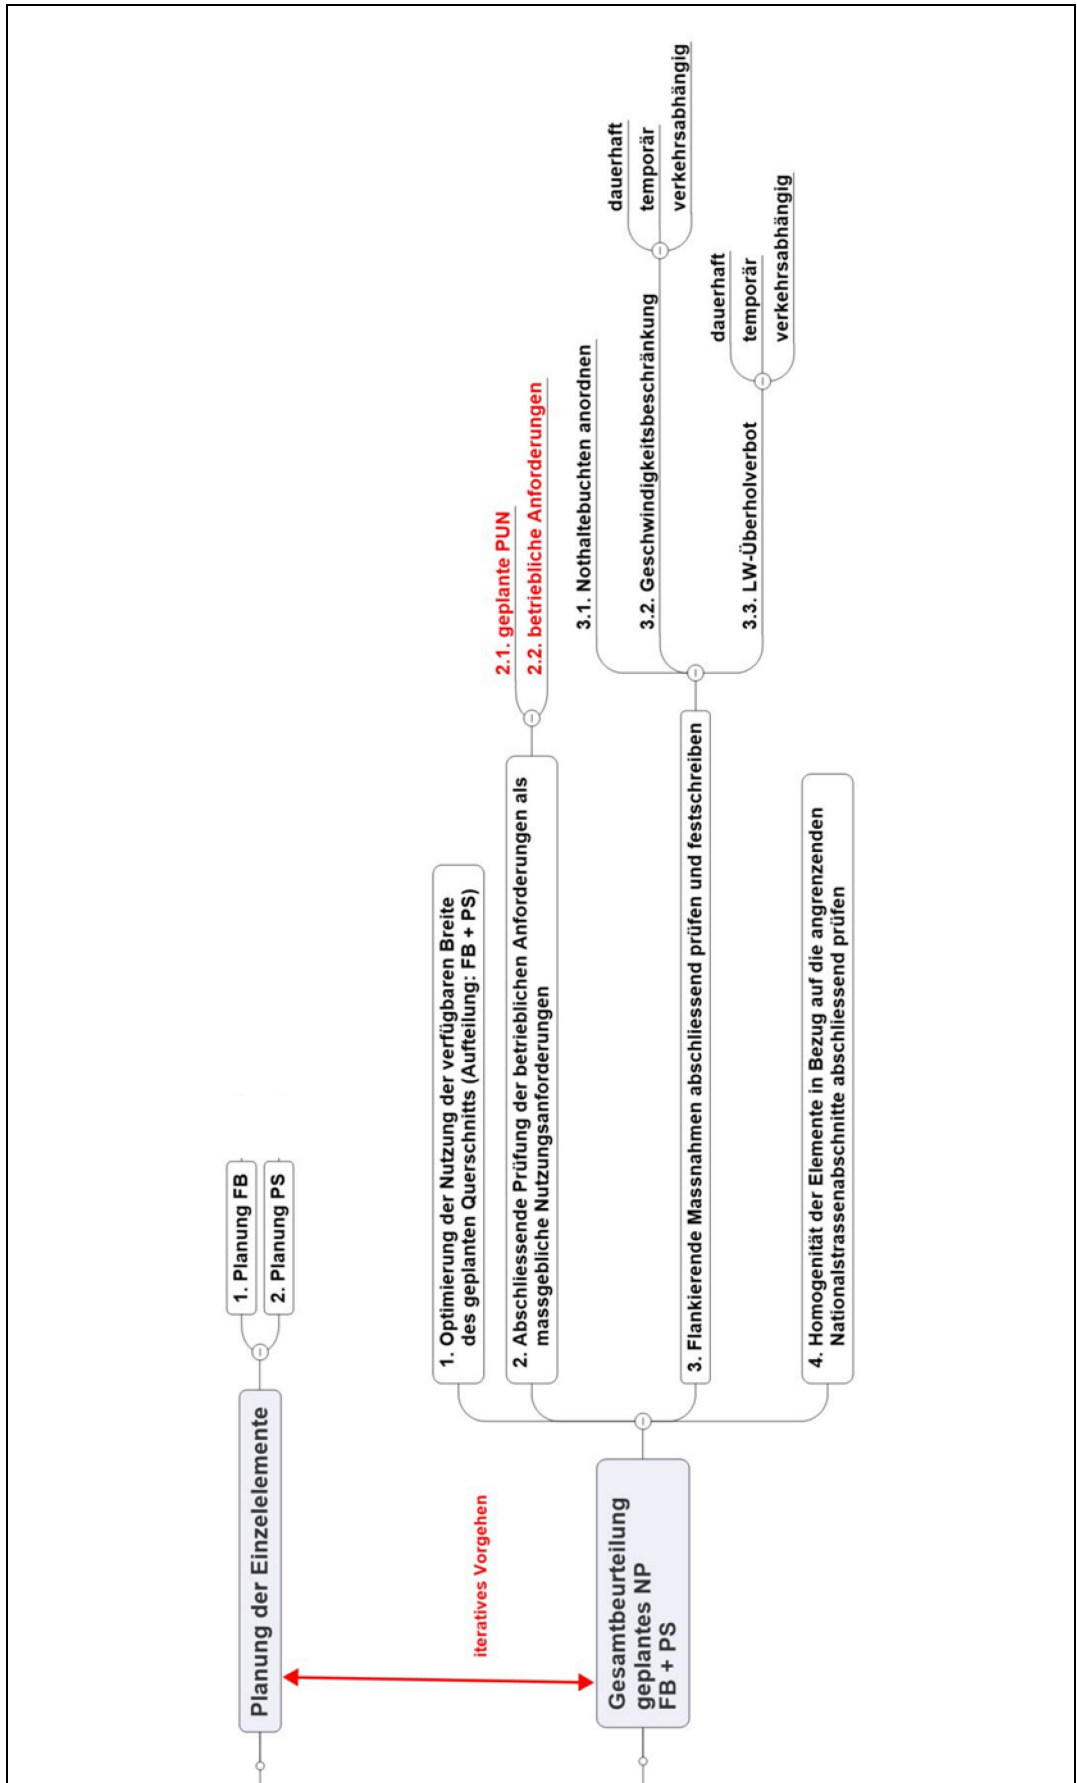 Planung der Einzelelemente
1. Planung FB
2. Planung PS
iteratives Vorgehen
Gesamtbeurteilung
geplantes NP
FB + PS
1. Optimierung der Nutzung der verfügbaren Breite
des geplanten Querschnitts (Aufteilung: FB + PS)
2. Abschliessende Prüfung der betrieblichen Anforderungen als
massgebliche Nutzungsanforderungen
2.1. geplante PUN
2.2. betriebliche Anforderungen
3. Flankierende Massnahmen abschliessend prüfen und festschreiben
3.1. Nothaltebuchten anordnen
3.2. Geschwindigkeitsbeschränkung
dauerhaft
temporär
verkehrsabhängig
3.3. LW-Überholverbot
dauerhaft
temporär
verkehrsabhängig
4. Homogenität der Elemente in Bezug auf die angrenzenden
Nationalstrassenabschnitte abschliessend prüfen